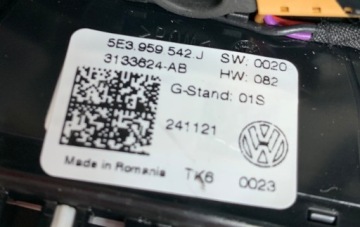 5E3.959 542.J SW: 0020
3133624-AB HW: 082
G-Stand: 01S
241121
Made in Romania TK6 0023